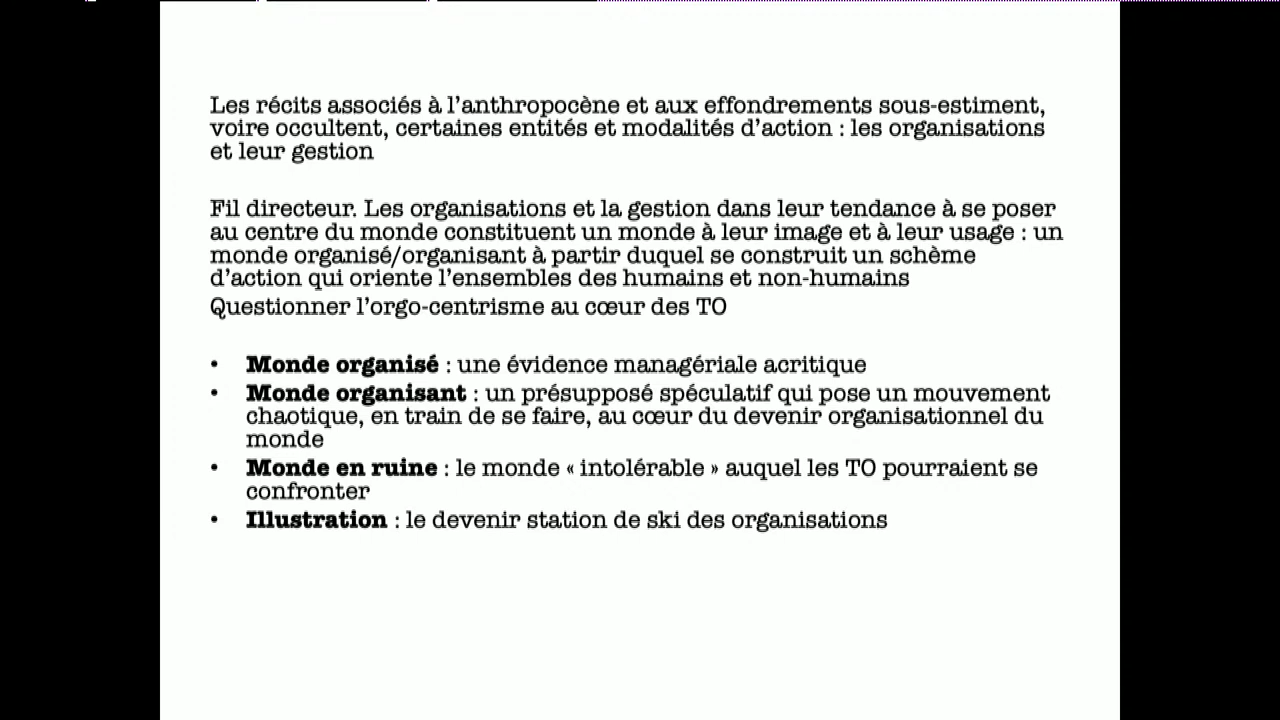 Les récits associés à l'anthropocène et aux effondrements sous-estiment,
voire occultent, certaines entités et modalités d'action : les organisations
et leur gestion
Fil directeur. Les organisations et la gestion dans leur tendance à se poser
au centre du monde constituent un monde à leur image et à leur usage : un
monde organisé/organisant à partir duquel se construit un schème
d'action qui oriente l'ensembles des humains et non-humains
Questionner l'orgo-centrisme au cœur des TO
• Monde organisé : une évidence managériale acritique
• Monde organisant : un présupposé spéculatif qui pose un mouvement
chaotique, en train de se faire, au cœur du devenir organisationnel du
monde
• Monde en ruine : le monde « intolérable » auquel les TO pourraient se
confronter
• Illustration : le devenir station de ski des organisations